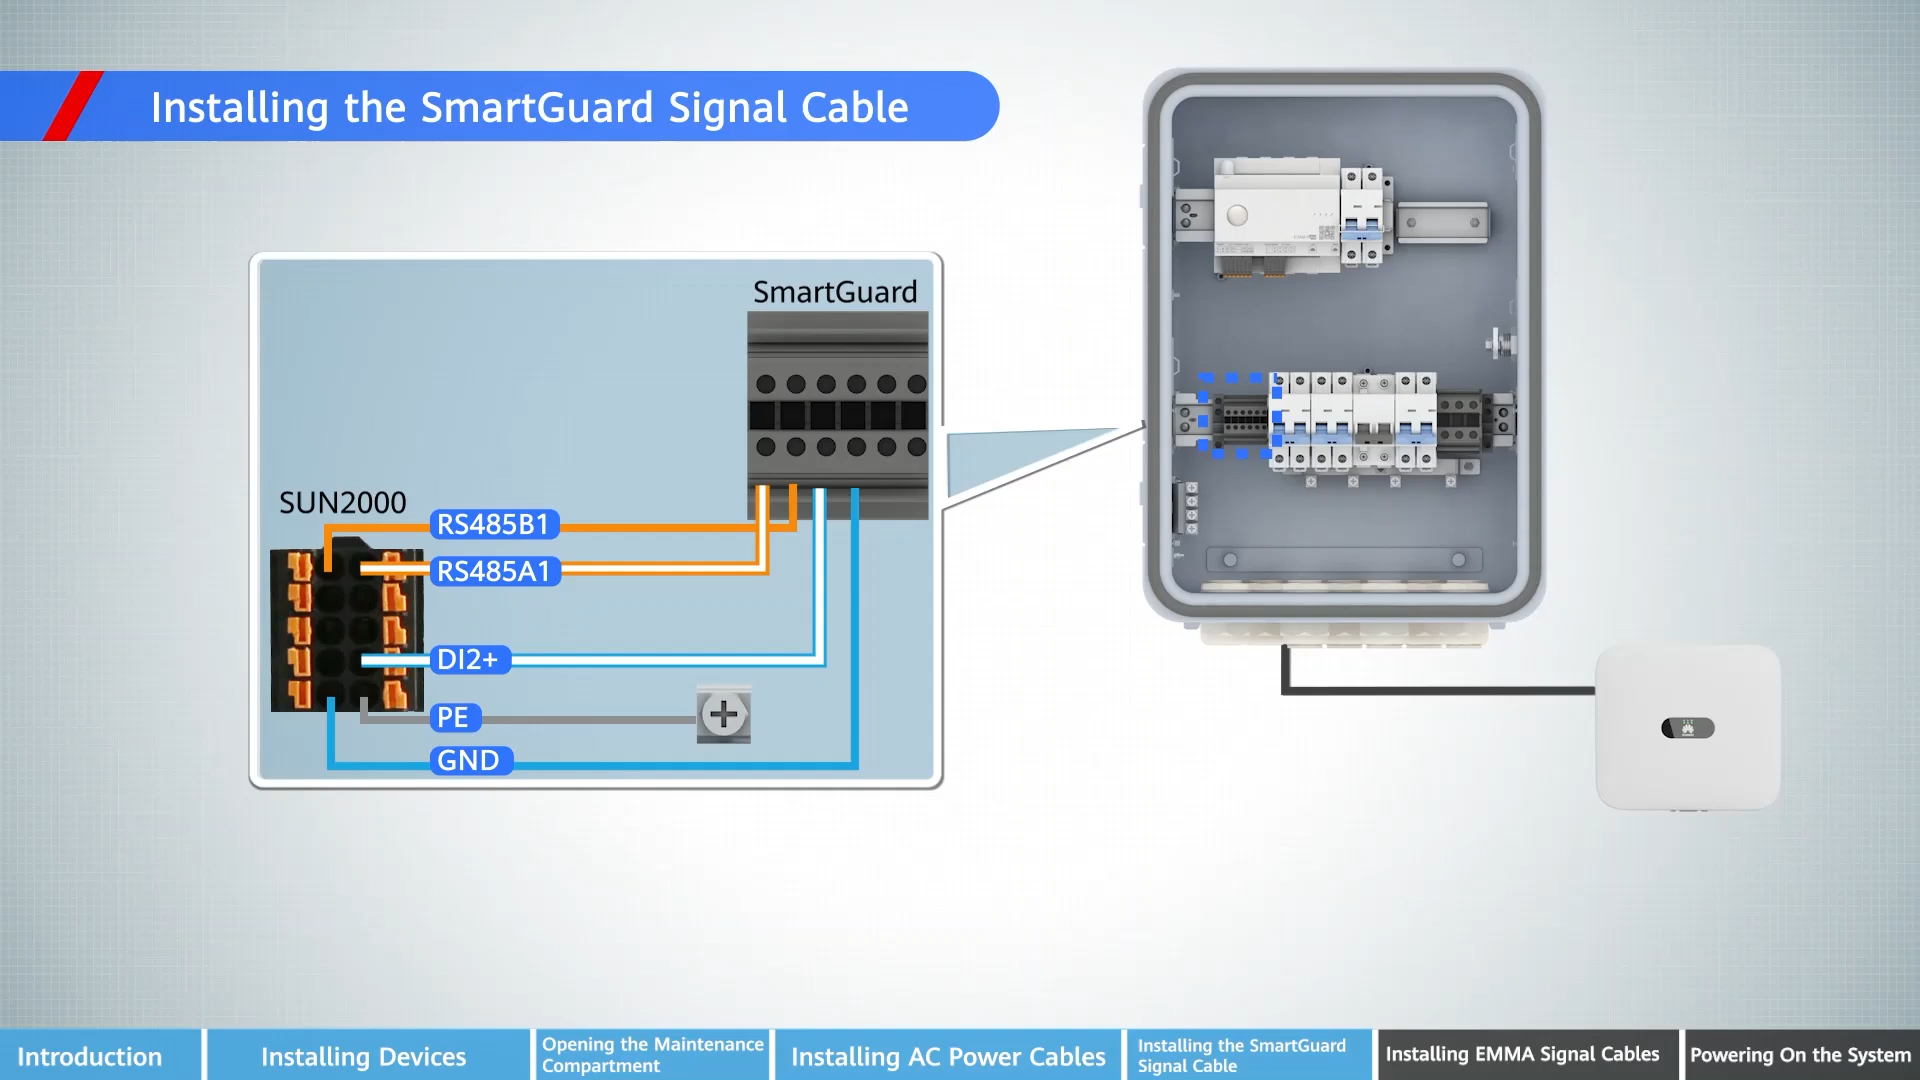 Installing the SmartGuard Signal Cable
SmartGuard
SUN2000
RS485B1
RS485A1
DI2+
PE
GND
Introduction
Installing Devices
Opening the Maintenance
Compartment
Installing AC Power Cables
Installing the SmartGuard
Signal Cable
Installing EMMA Signal Cables
Powering On the System